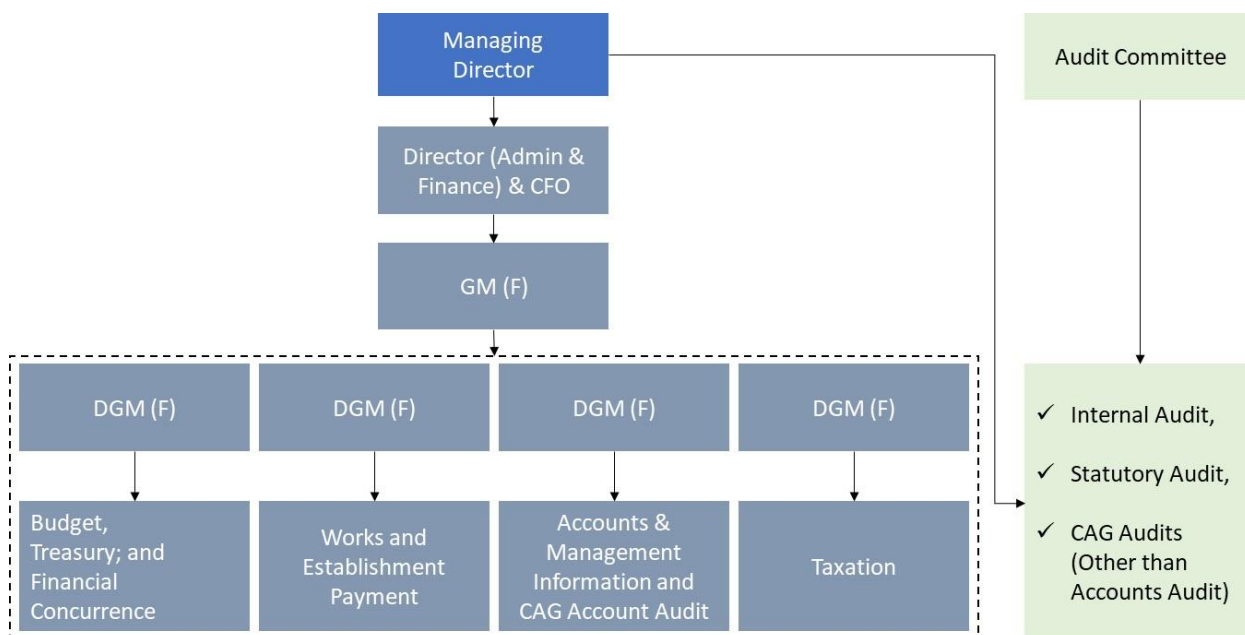 Managing
Director
Audit Committee
Director (Admin &
Finance) & CFO
GM (F)
DGM (F)
DGM (F)
DGM (F)
DGM (F)
Budget,
Treasury; and
Financial
Concurrence
Works and
Establishment
Payment
Accounts &
Management
Information and
CAG Account Audit
Taxation
✓ Internal Audit,
✓ Statutory Audit,
✓ CAG Audits
(Other than
Accounts Audit)